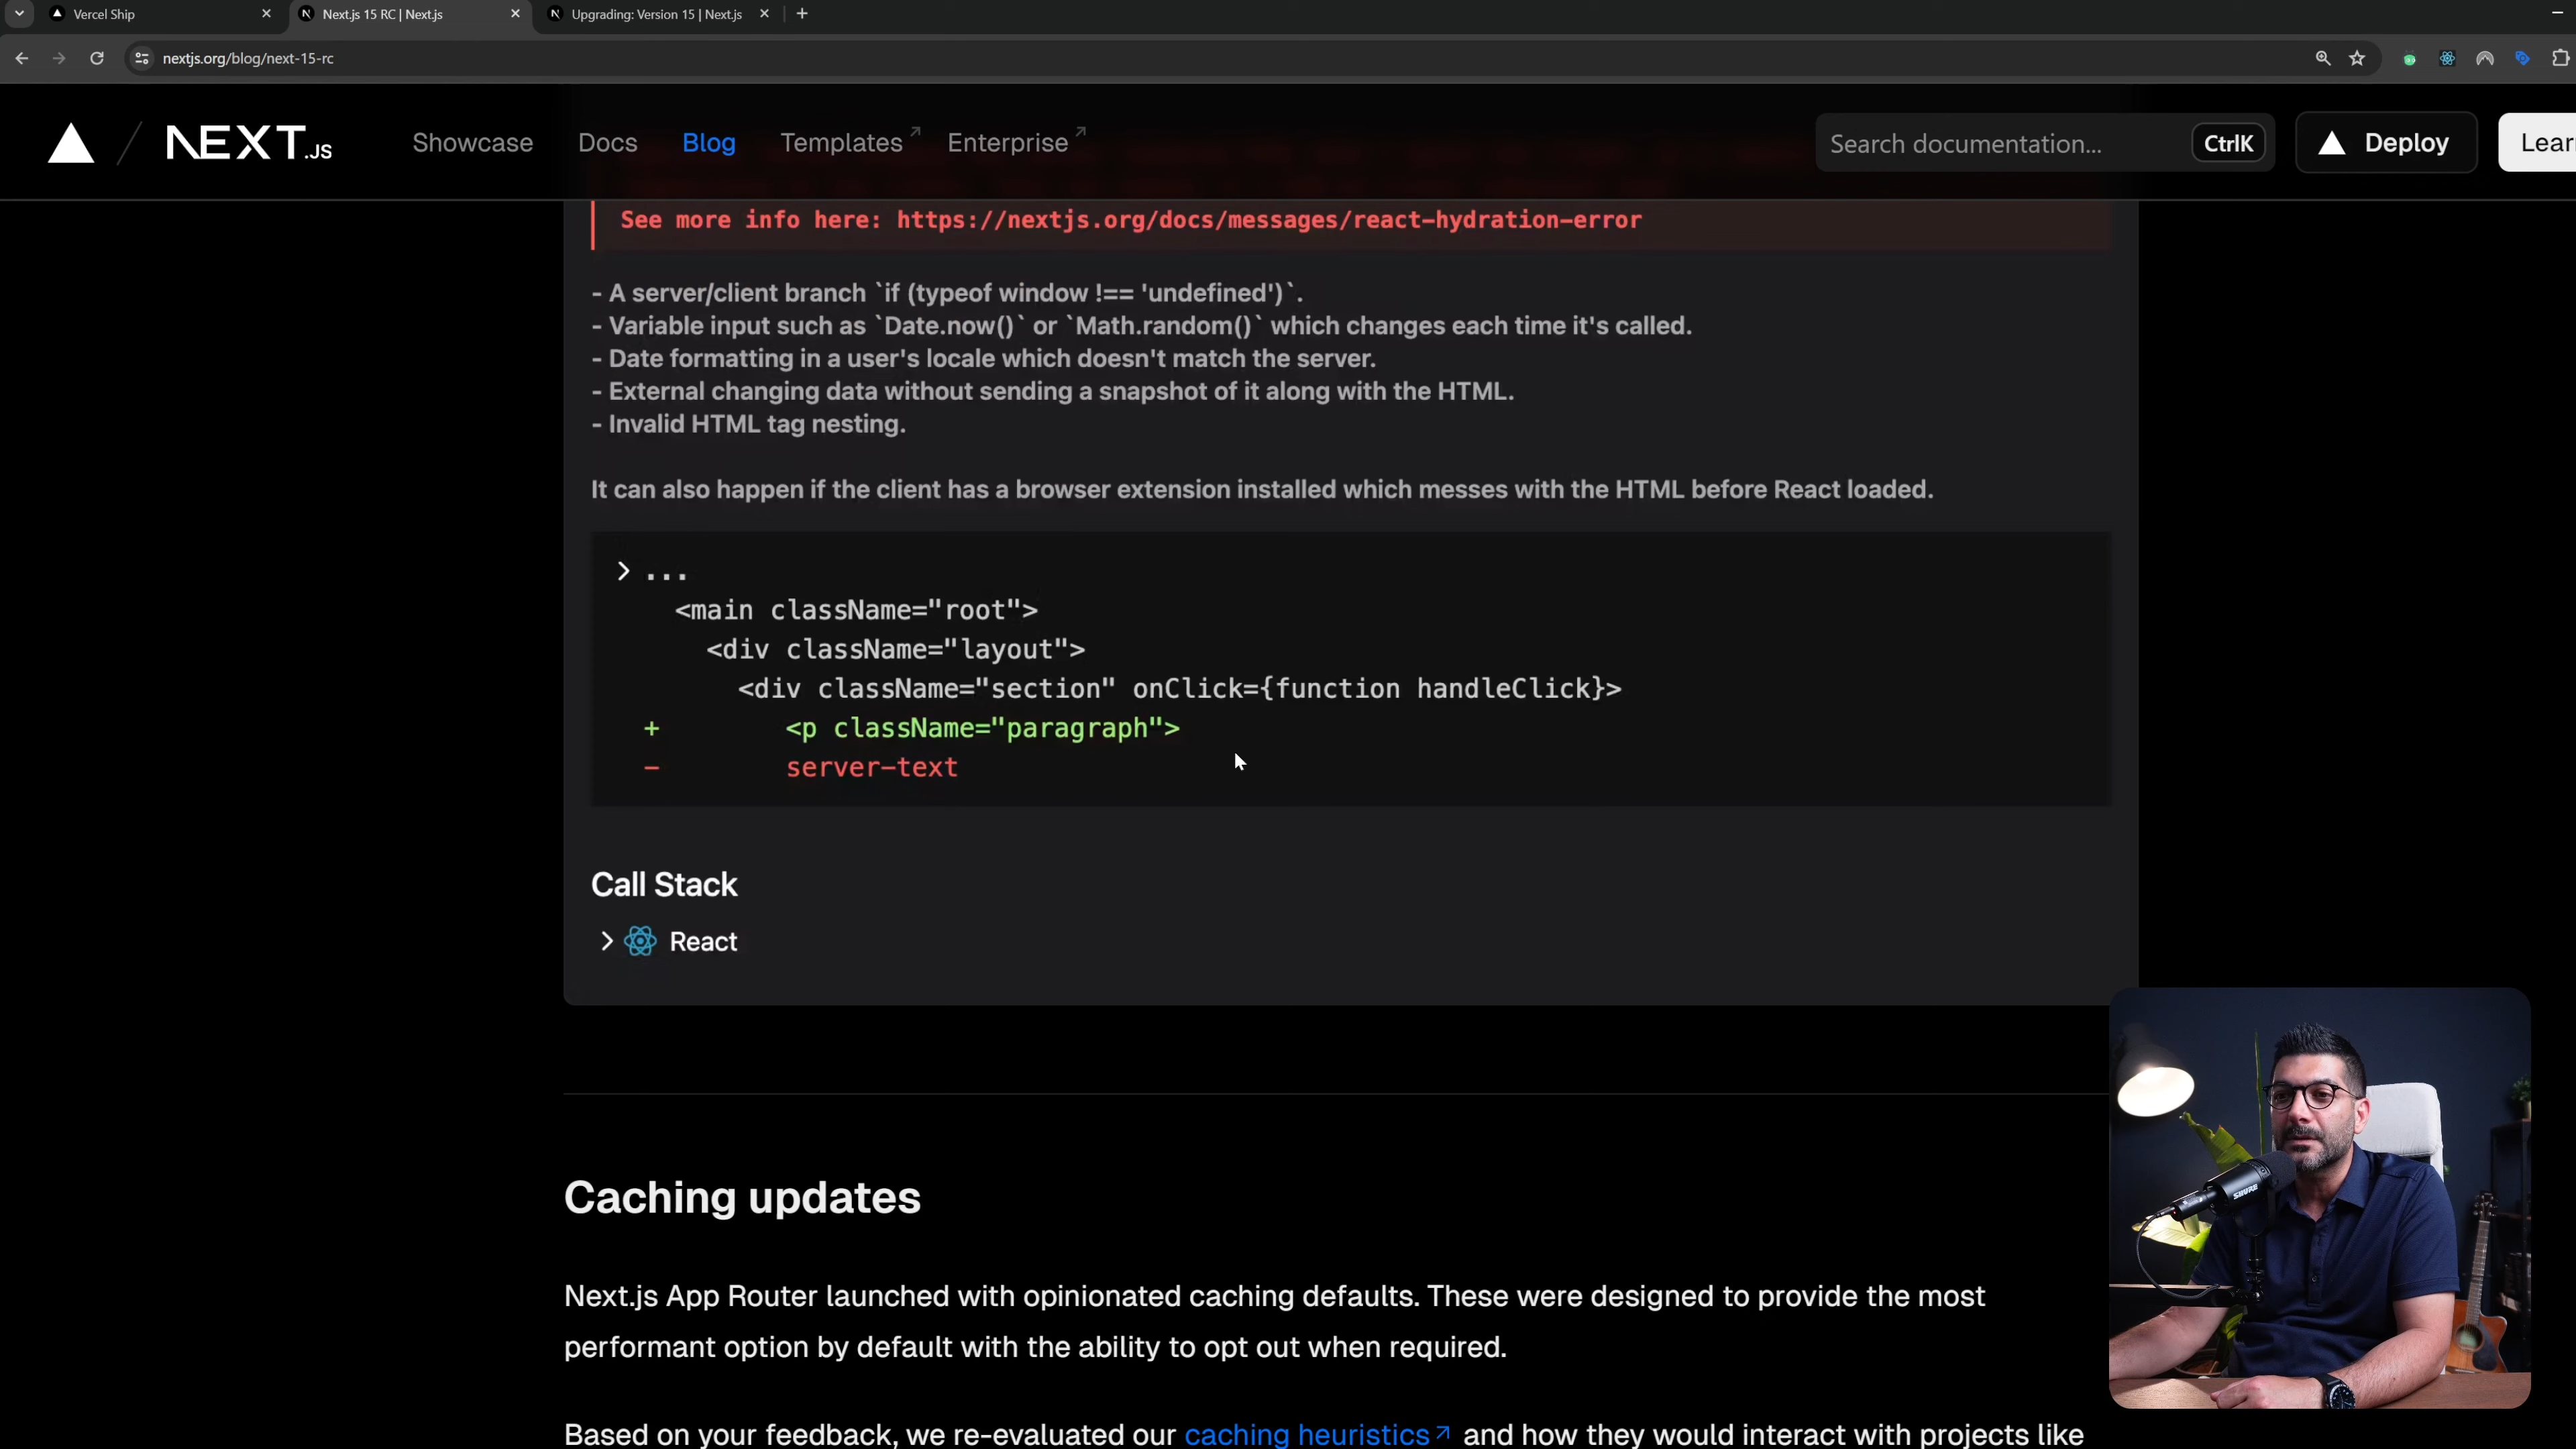 Vercel Ship
Next.js 15 RC | Next.js
Upgrading: Version 15 | Next.js
nextjs.org/blog/next-15-rc
NEXT.JS
Showcase
Docs
Blog
Templates
Enterprise
Search documentation...
CtrlK
Deploy
Lear
See more info here: https://nextjs.org/docs/messages/react-hydration-error
- A server/client branch `if (typeof window !== 'undefined')`.
- Variable input such as `Date.now()` or `Math.random()` which changes each time it's called.
- Date formatting in a user's locale which doesn't match the server.
- External changing data without sending a snapshot of it along with the HTML.
- Invalid HTML tag nesting.
It can also happen if the client has a browser extension installed which messes with the HTML before React loaded.
...
<main className="root">
<div className="layout">
<div className="section" onClick={function handleClick}>
+ <p className="paragraph">
- server-text
Call Stack
React
Caching updates
Next.js App Router launched with opinionated caching defaults. These were designed to provide the most
performant option by default with the ability to opt out when required.
Based on your feedback, we re-evaluated our caching heuristics and how they would interact with projects like
SHURE